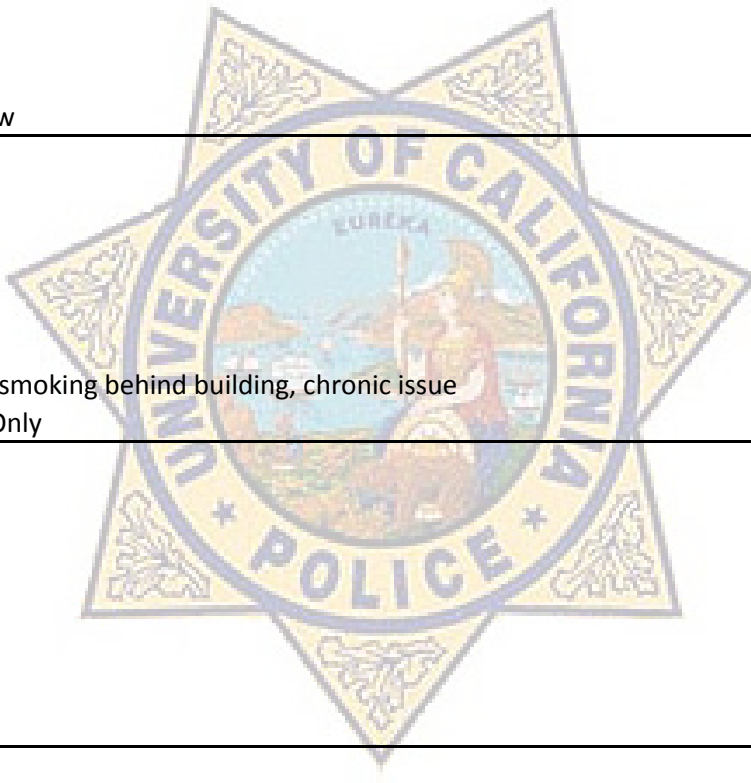 w
UNIVERSITY OF CALIFORNIA
EUREKA
smoking behind building, chronic issue
Only
★ POLICE ★